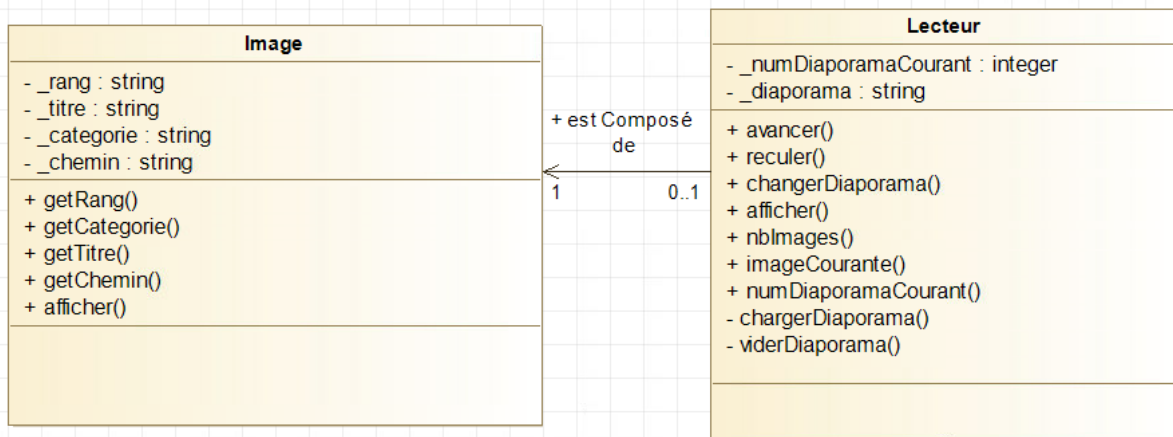 Image
- _rang : string
- _titre : string
- _categorie : string
- _chemin : string
+ getRang()
+ getCategorie()
+ getTitre()
+ getChemin()
+ afficher()
+ est Composé
de
1
0..1
Lecteur
- _numDiaporamaCourant : integer
- _diaporama : string
+ avancer()
+ reculer()
+ changerDiaporama()
+ afficher()
+ nbImages()
+ imageCourante()
+ numDiaporamaCourant()
- chargerDiaporama()
- viderDiaporama()